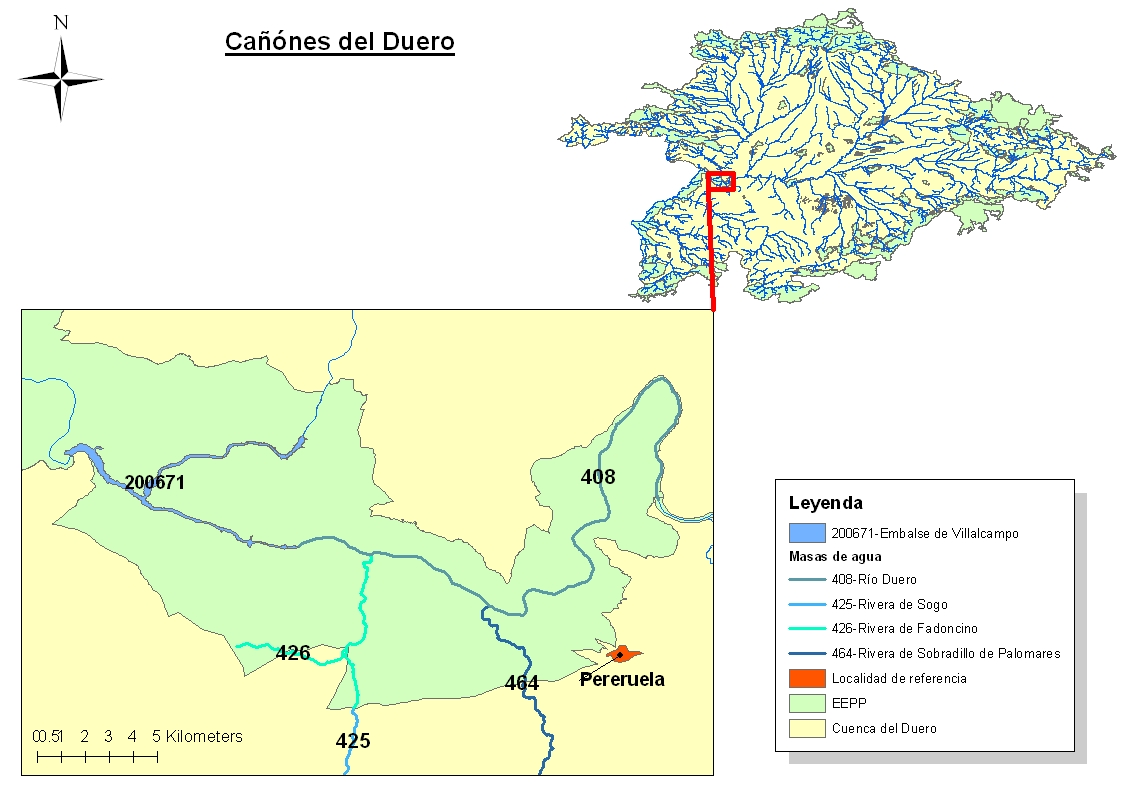 N
Cañónes del Duero
408
200671
426
464
Pereruela
425
00.51 2 3 4 5 Kilometers
Leyenda
200671-Embalse de Villalcampo
Masas de agua
408-Río Duero
425-Rivera de Sogo
426-Rivera de Fadoncino
464-Rivera de Sobradillo de Palomares
Localidad de referencia
EEPP
Cuenca del Duero